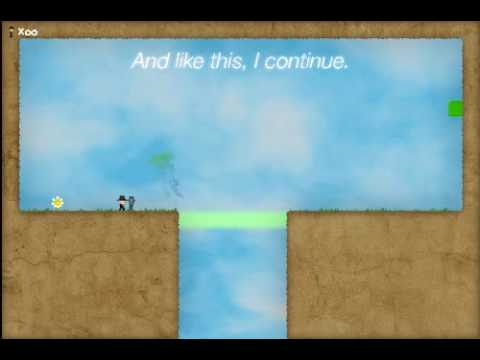 X∞
And like this, I continue.